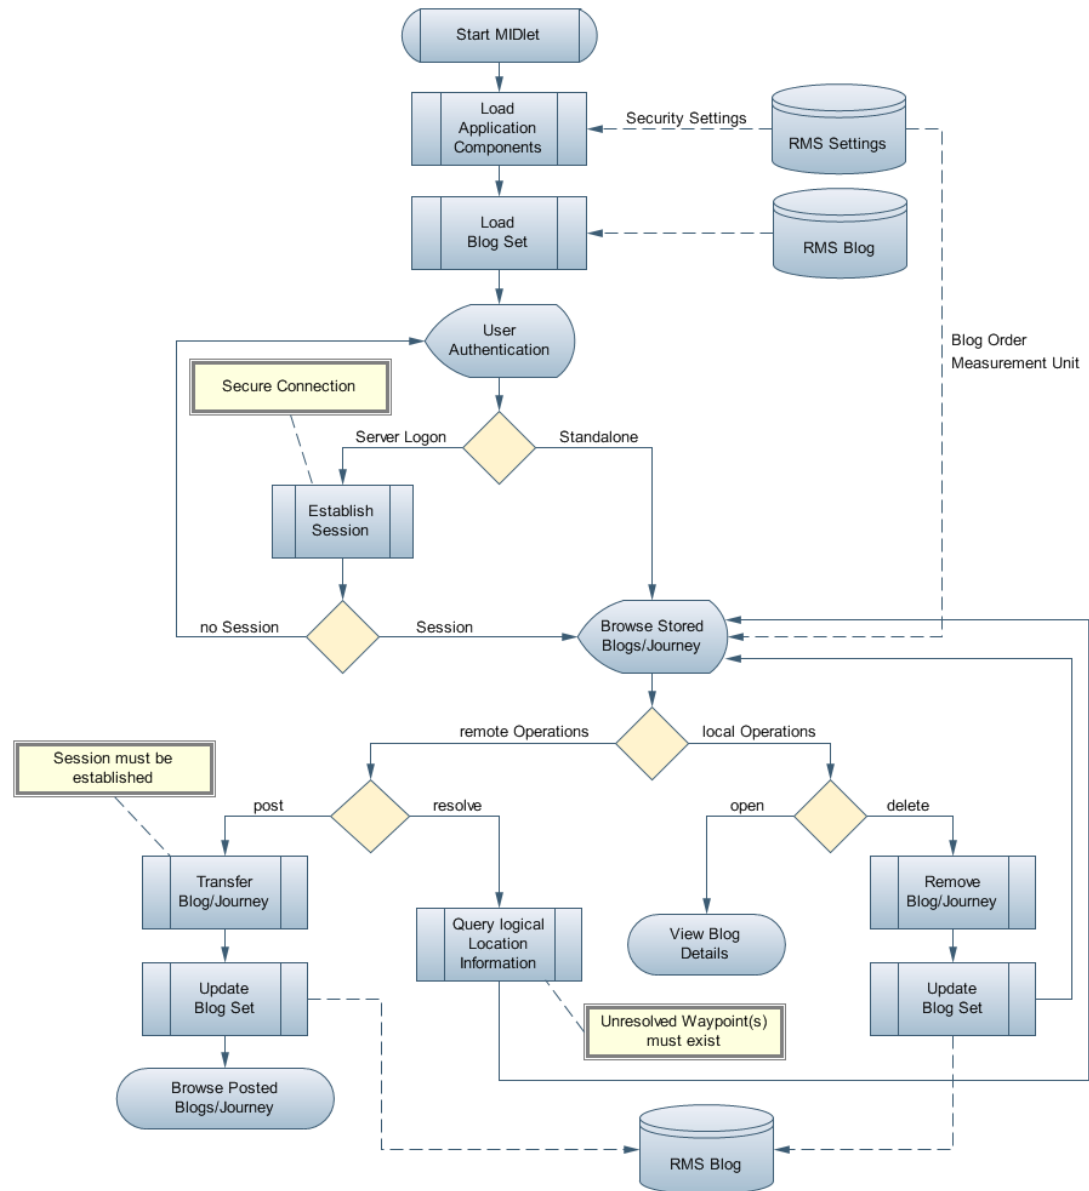 Start MIDlet
Load
Application
Components
Security Settings
RMS Settings
Load
Blog Set
RMS Blog
User
Authentication
Blog Order
Measurement Unit
Secure Connection
Server Logon
Standalone
Establish
Session
no Session
Session
Browse Stored
Blogs/Journey
remote Operations
local Operations
Session must be
established
post
resolve
open
delete
Transfer
Blog/Journey
Remove
Blog/Journey
Query logical
Location
Information
View Blog
Details
Update
Blog Set
Update
Blog Set
Unresolved Waypoint(s)
must exist
Browse Posted
Blogs/Journey
RMS Blog